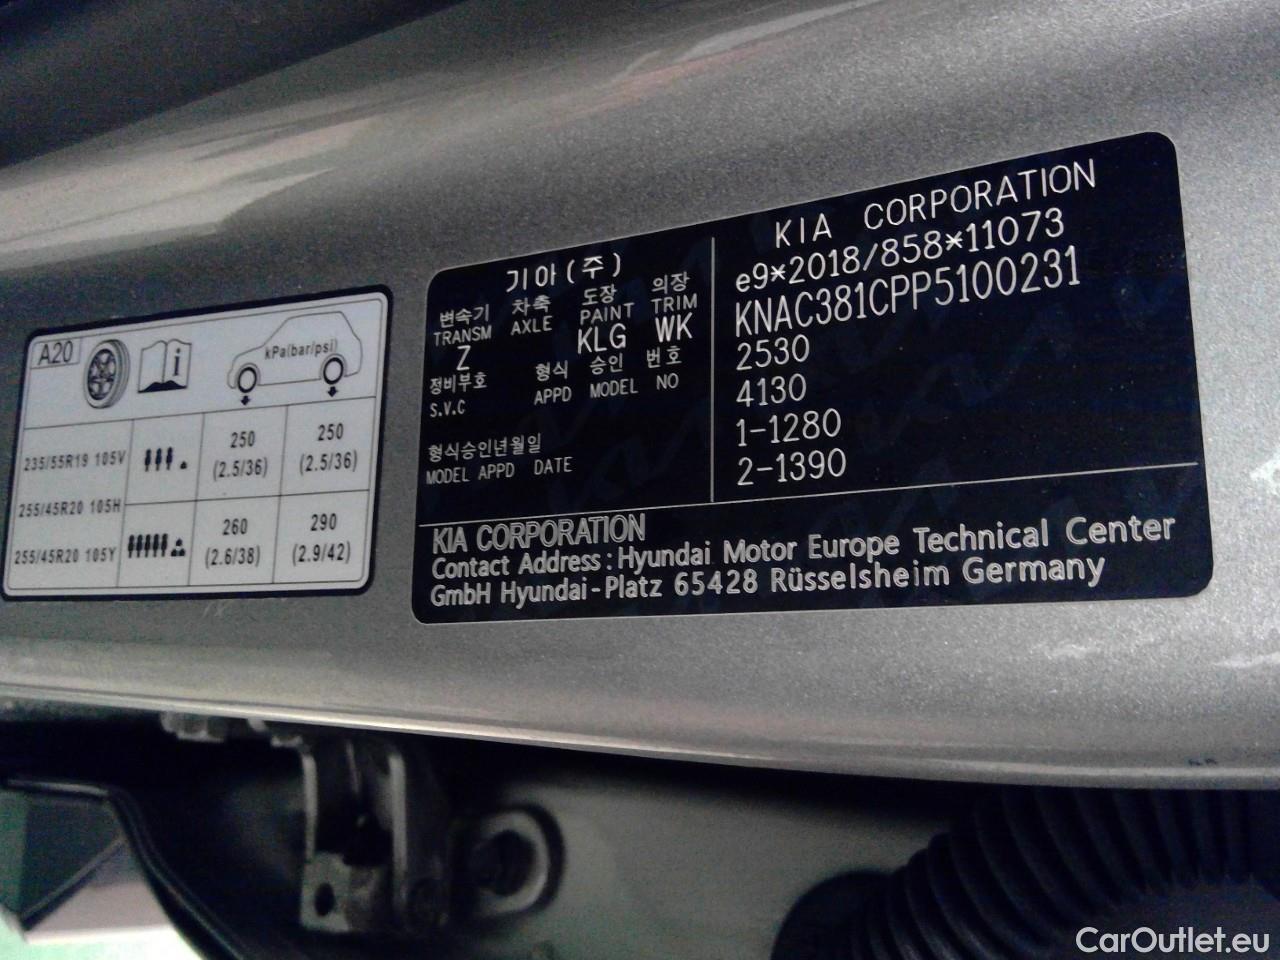 A20
kPa(bar/psi)
235/55R19 105V
255/45R20 105H
255/45R20 105Y
250
(2.5/36)
250
(2.5/36)
260
(2.6/38)
290
(2.9/42)
기아(주)
변속기 차축 도장 의장
TRANSM AXLE PAINT TRIM
Z KLG WK
정비부호 형식 승인 번호
S.V.C APPD MODEL NO
형식승인년월일
MODEL APPD DATE
KIA CORPORATION
e9*2018/858*11073
KNAC381CPP5100231
2530
4130
1-1280
2-1390
KIA CORPORATION
Contact Address : Hyundai Motor Europe Technical Center
GmbH Hyundai-Platz 65428 Rüsselsheim Germany
CarOutlet.eu